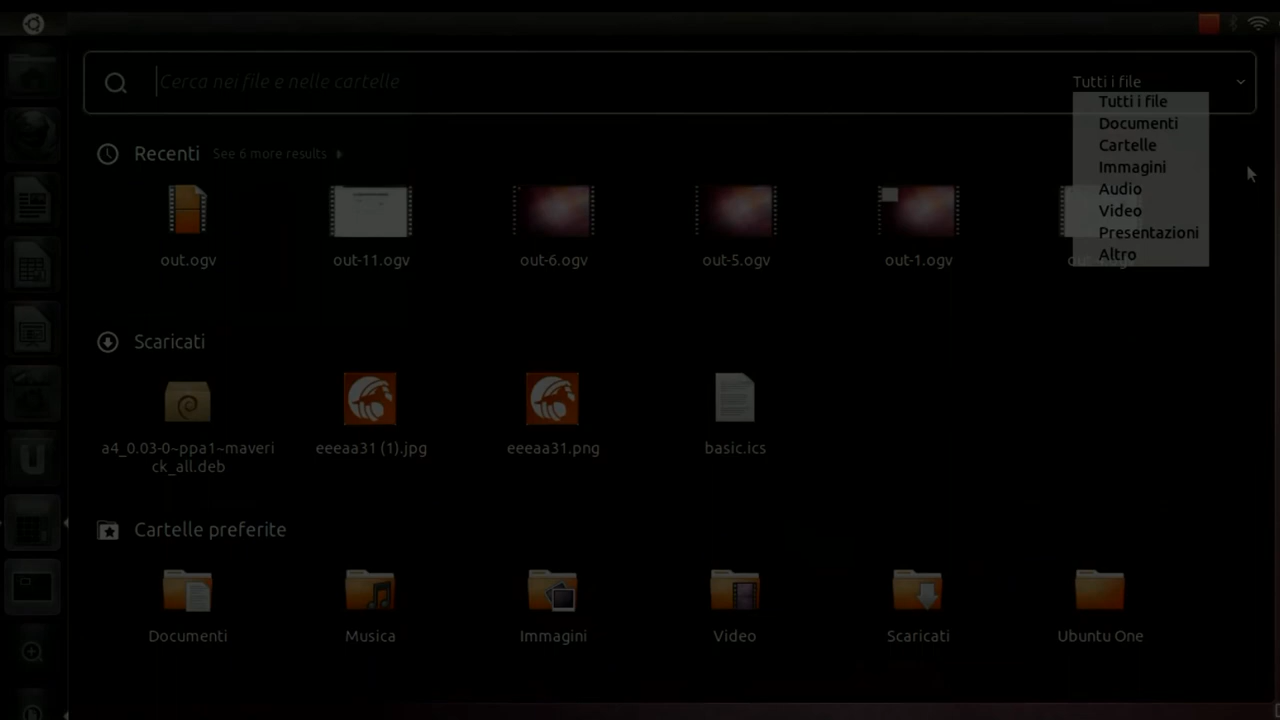 Cerca nei file e nelle cartelle
Tutti i file
Tutti i file
Documenti
Cartelle
Immagini
Audio
Video
Presentazioni
Altro
Recenti See 6 more results
out.ogv
out-11.ogv
out-6.ogv
out-5.ogv
out-1.ogv
Scaricati
a4_0.03-0~ppa1~maveri
ck_all.deb
eeeaa31 (1).jpg
eeeaa31.png
basic.ics
Cartelle preferite
Documenti
Musica
Immagini
Video
Scaricati
Ubuntu One